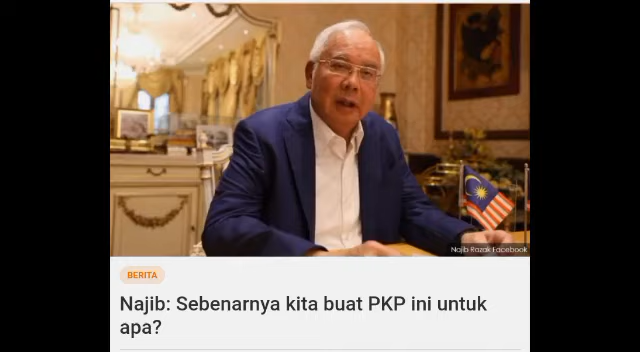 Najib Razak Facebook
BERITA
Najib: Sebenarnya kita buat PKP ini untuk
apa?